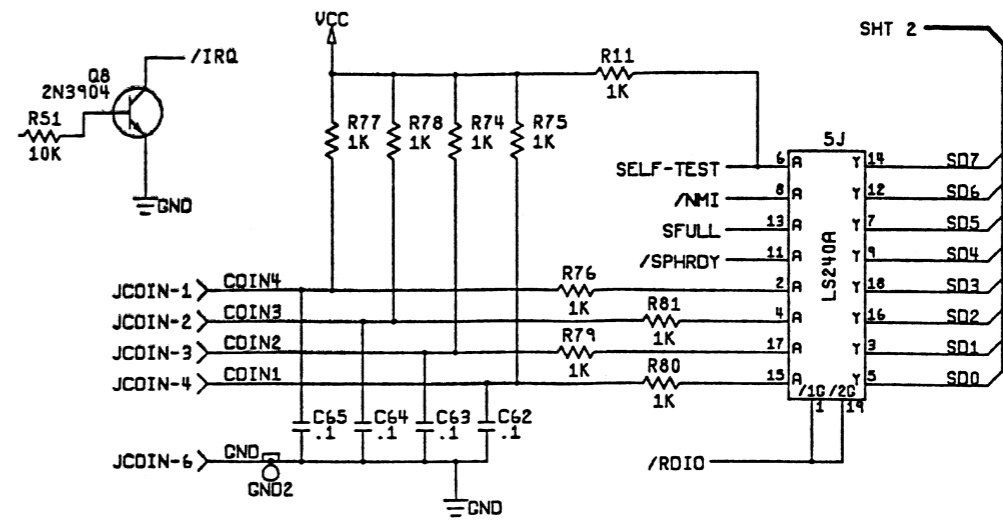 VCC
SHT 2
/IRQ
Q8
2N3904
R51
10K
GND
R11
1K
R77
1K
R78
1K
R74
1K
R75
1K
5J
SELF-TEST 6 A Y 14 SD7
/NMI 8 A Y 12 SD6
SFULL 13 A Y 7 SD5
/SPHRDY 11 A Y 9 SD4
LS240A
JCOIN-1 COIN4 R76 1K 2 A Y 18 SD3
JCOIN-2 COIN3 R81 1K 4 A Y 16 SD2
JCOIN-3 COIN2 R79 1K 17 A Y 3 SD1
JCOIN-4 COIN1 R80 1K 15 A Y 5 SD0
/1G /2G
1 19
C65
.1
C64
.1
C63
.1
C62
.1
JCOIN-6 GND
GND2
GND
/RDIO